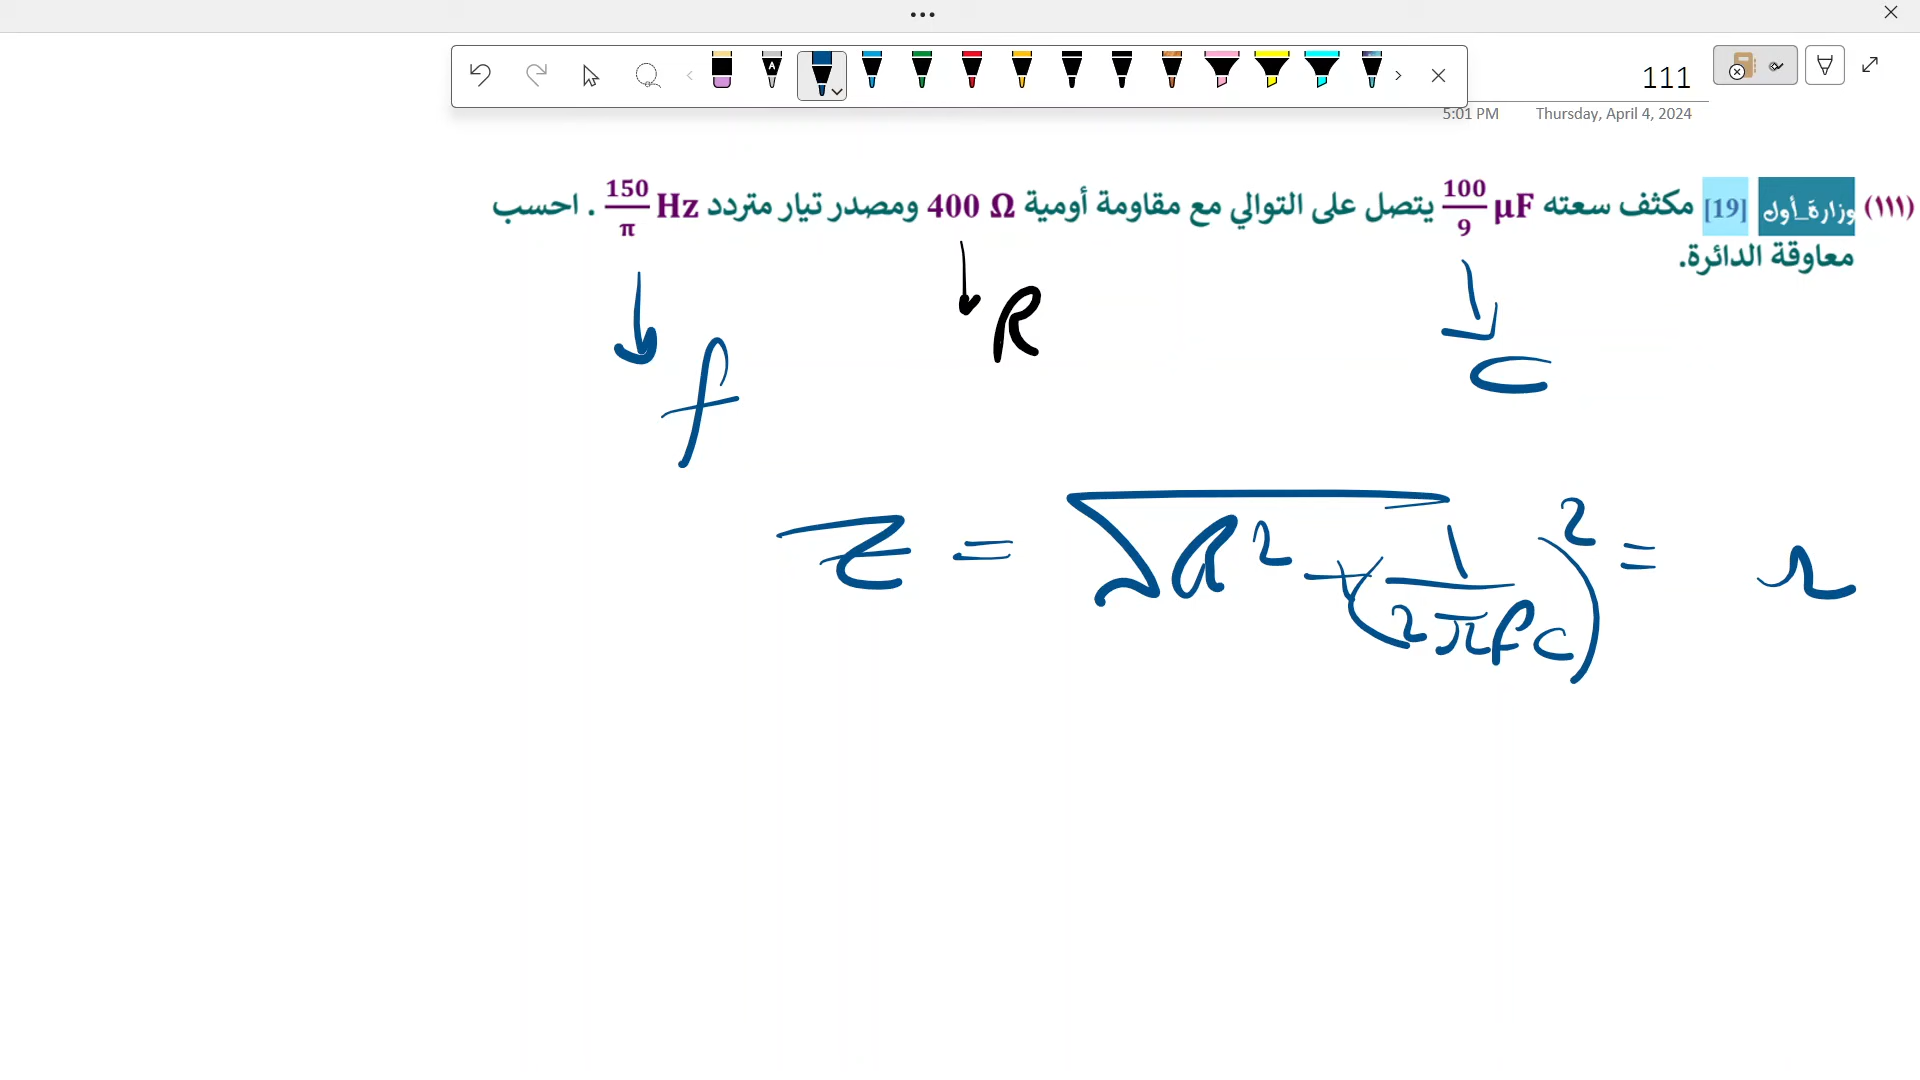 111
5:01 PM Thursday, April 4, 2024
(١١١) وزارة_أول [19] مكثف سعته 100/9 μF يتصل على التوالي مع مقاومة أومية 400 Ω ومصدر تيار متردد 150/π Hz . احسب
معاوقة الدائرة.
f R c
Z = √R² + (1/2πfc)² = Ω